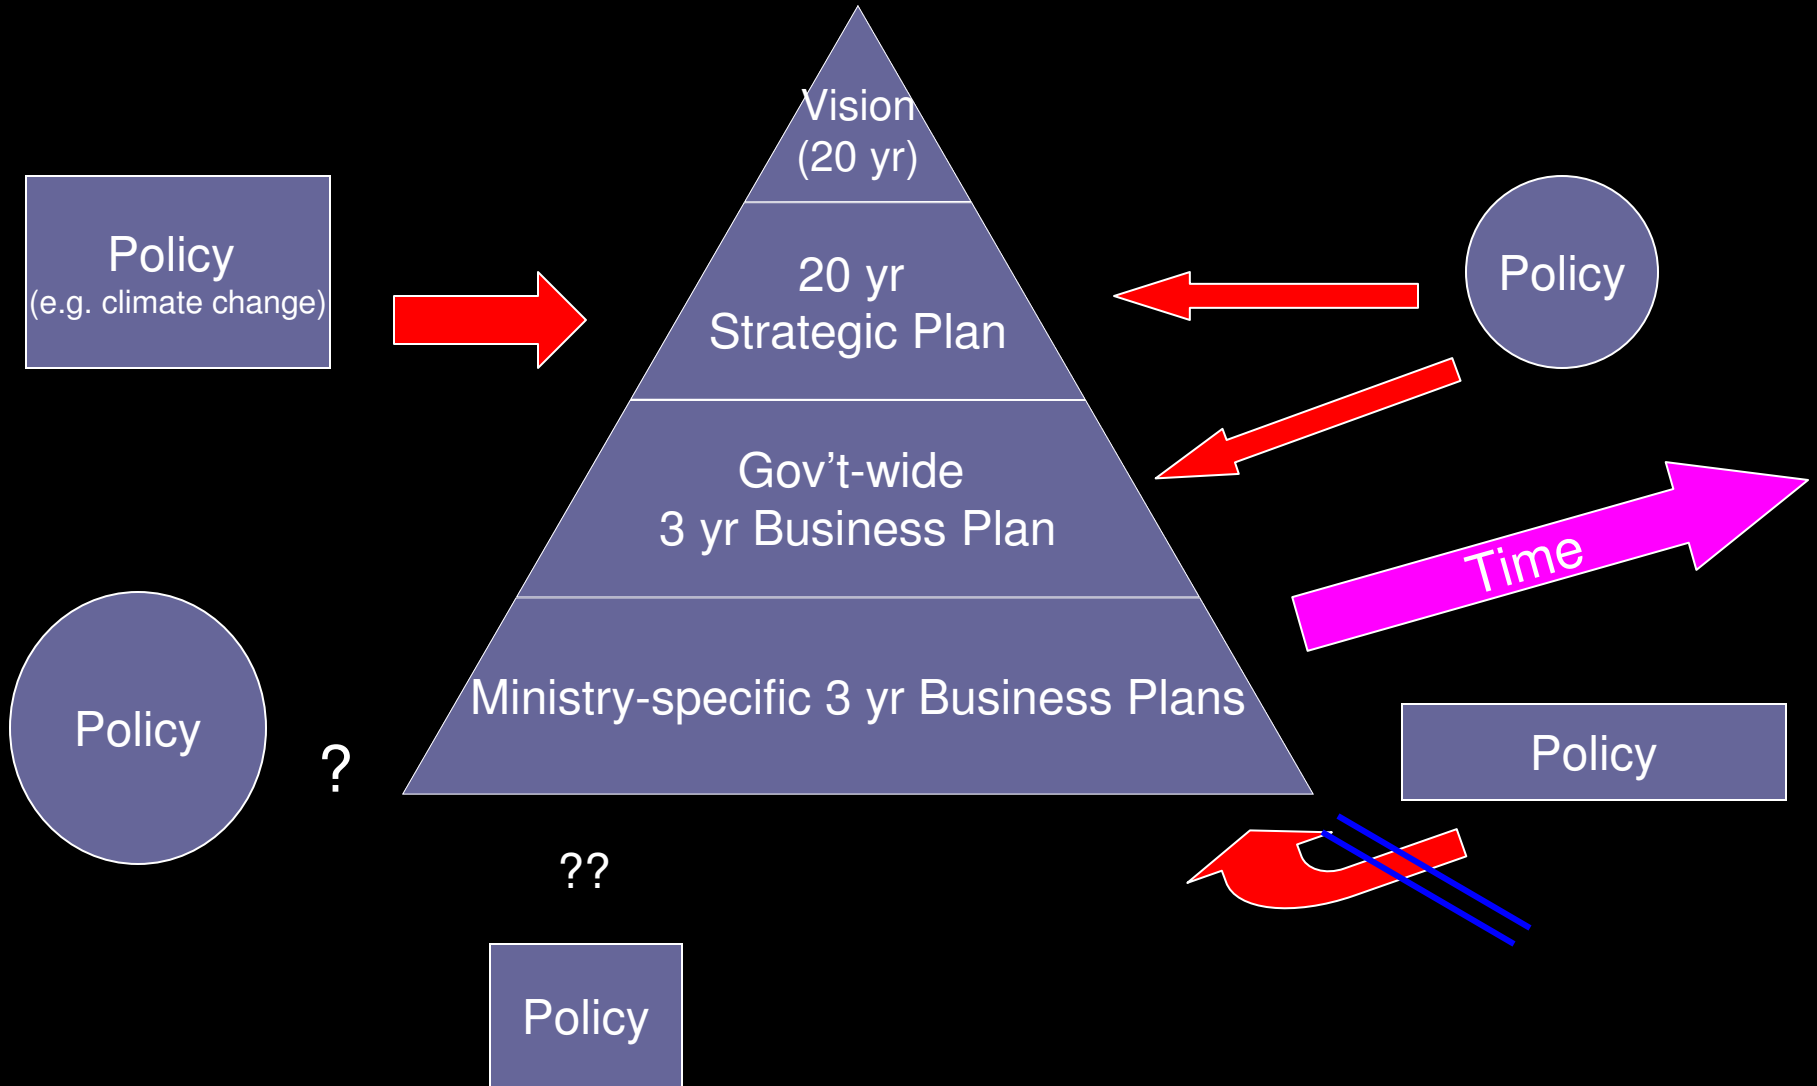 Vision
(20 yr)
Policy
(e.g. climate change)
20 yr
Strategic Plan
Policy
Gov’t-wide
3 yr Business Plan
Time
Ministry-specific 3 yr Business Plans
Policy
?
Policy
??
Policy